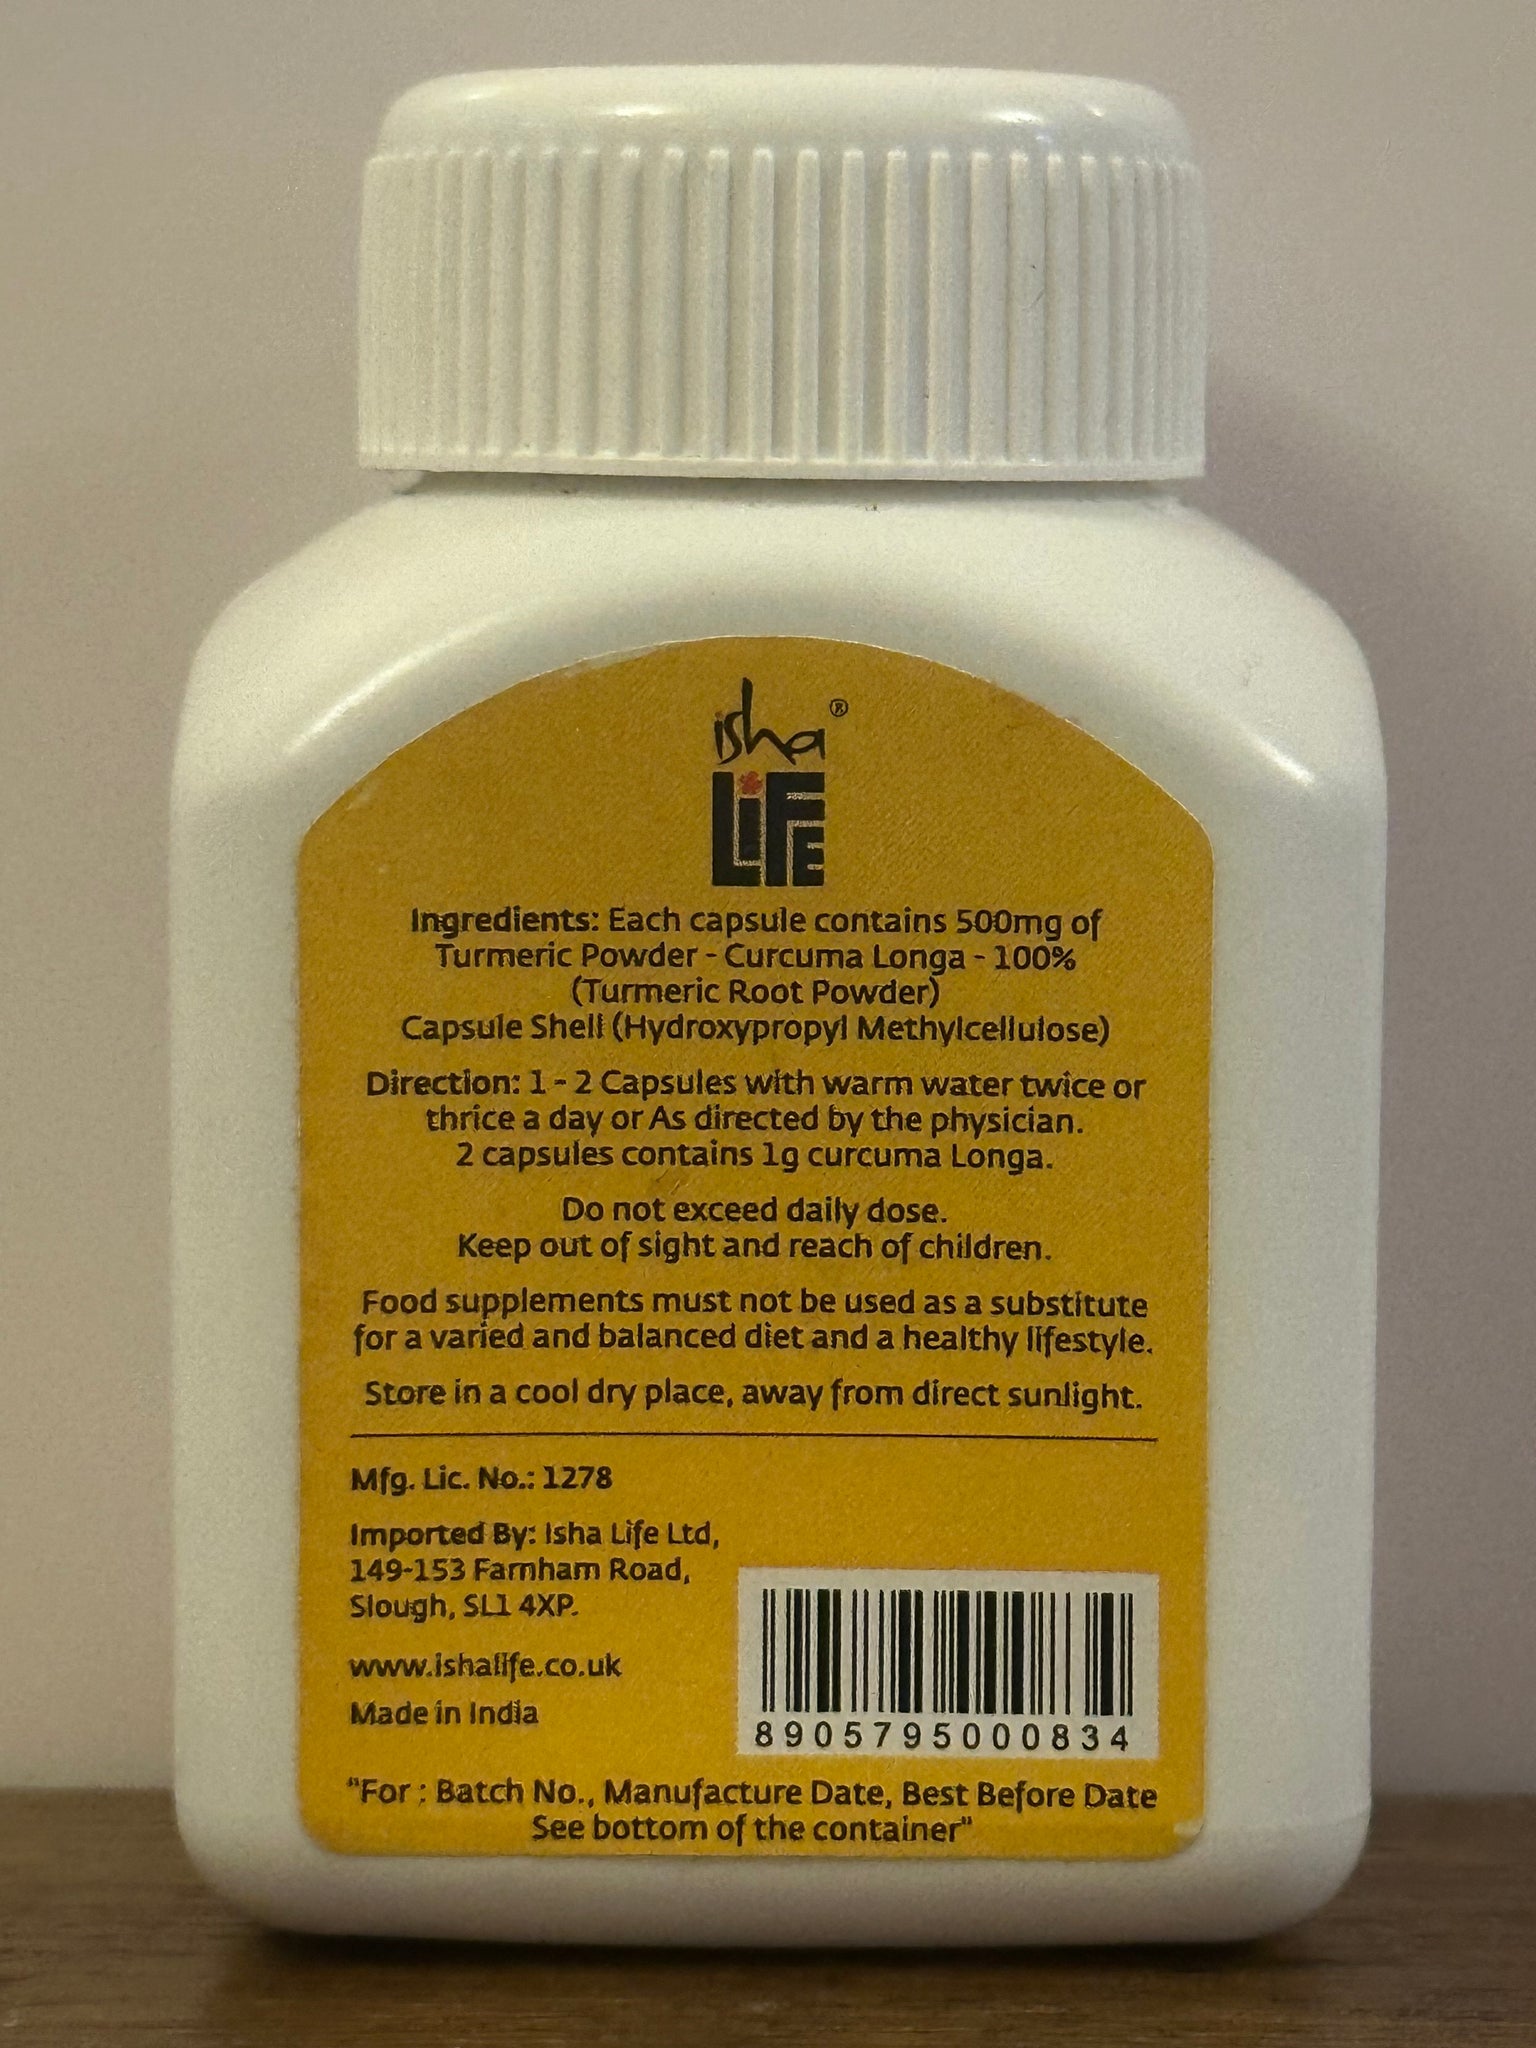 isha®
LiFE
Ingredients: Each capsule contains 500mg of
Turmeric Powder - Curcuma Longa - 100%
(Turmeric Root Powder)
Capsule Shell (Hydroxypropyl Methylcellulose)
Direction: 1 - 2 Capsules with warm water twice or
thrice a day or As directed by the physician.
2 capsules contains 1g curcuma Longa.
Do not exceed daily dose.
Keep out of sight and reach of children.
Food supplements must not be used as a substitute
for a varied and balanced diet and a healthy lifestyle.
Store in a cool dry place, away from direct sunlight.
Mfg. Lic. No.: 1278
Imported By: Isha Life Ltd,
149-153 Farnham Road,
Slough, SL1 4XP.
www.ishalife.co.uk
Made in India
8905795000834
"For : Batch No., Manufacture Date, Best Before Date
See bottom of the container"